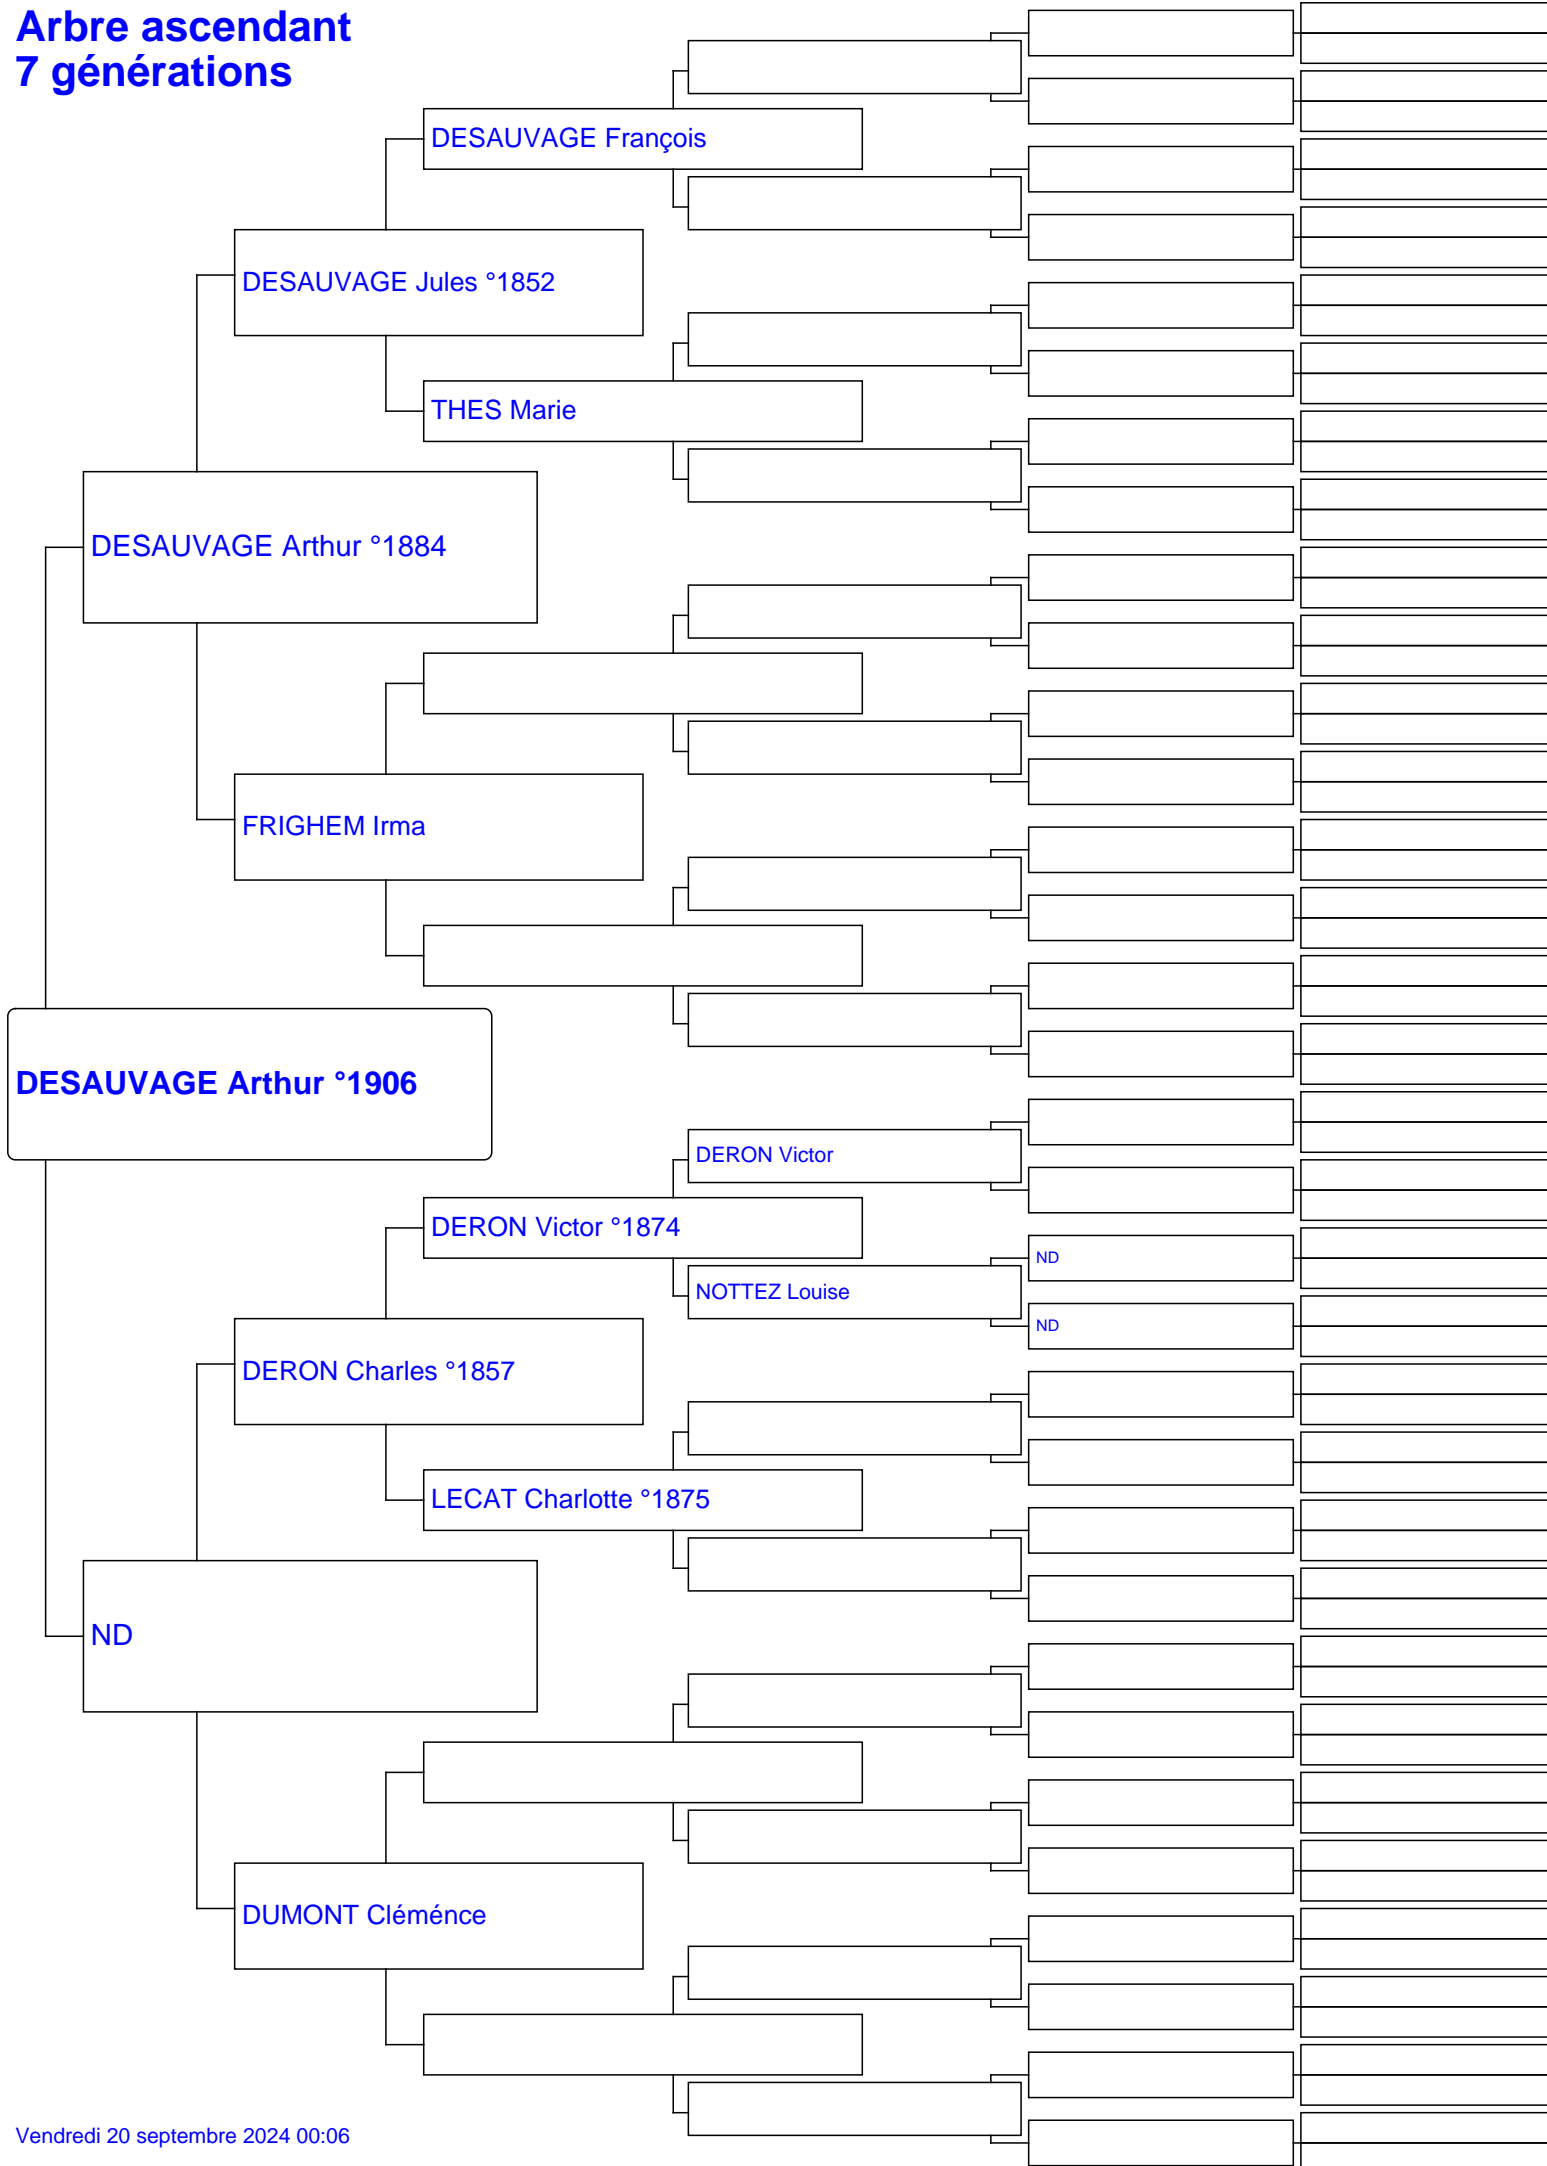 Arbre ascendant
7 générations
DESAUVAGE François
DESAUVAGE Jules °1852
THES Marie
DESAUVAGE Arthur °1884
FRIGHEM Irma
DESAUVAGE Arthur °1906
DERON Victor
DERON Victor °1874
ND
NOTTEZ Louise
ND
DERON Charles °1857
LECAT Charlotte °1875
ND
DUMONT Cléménce
Vendredi 20 septembre 2024 00:06